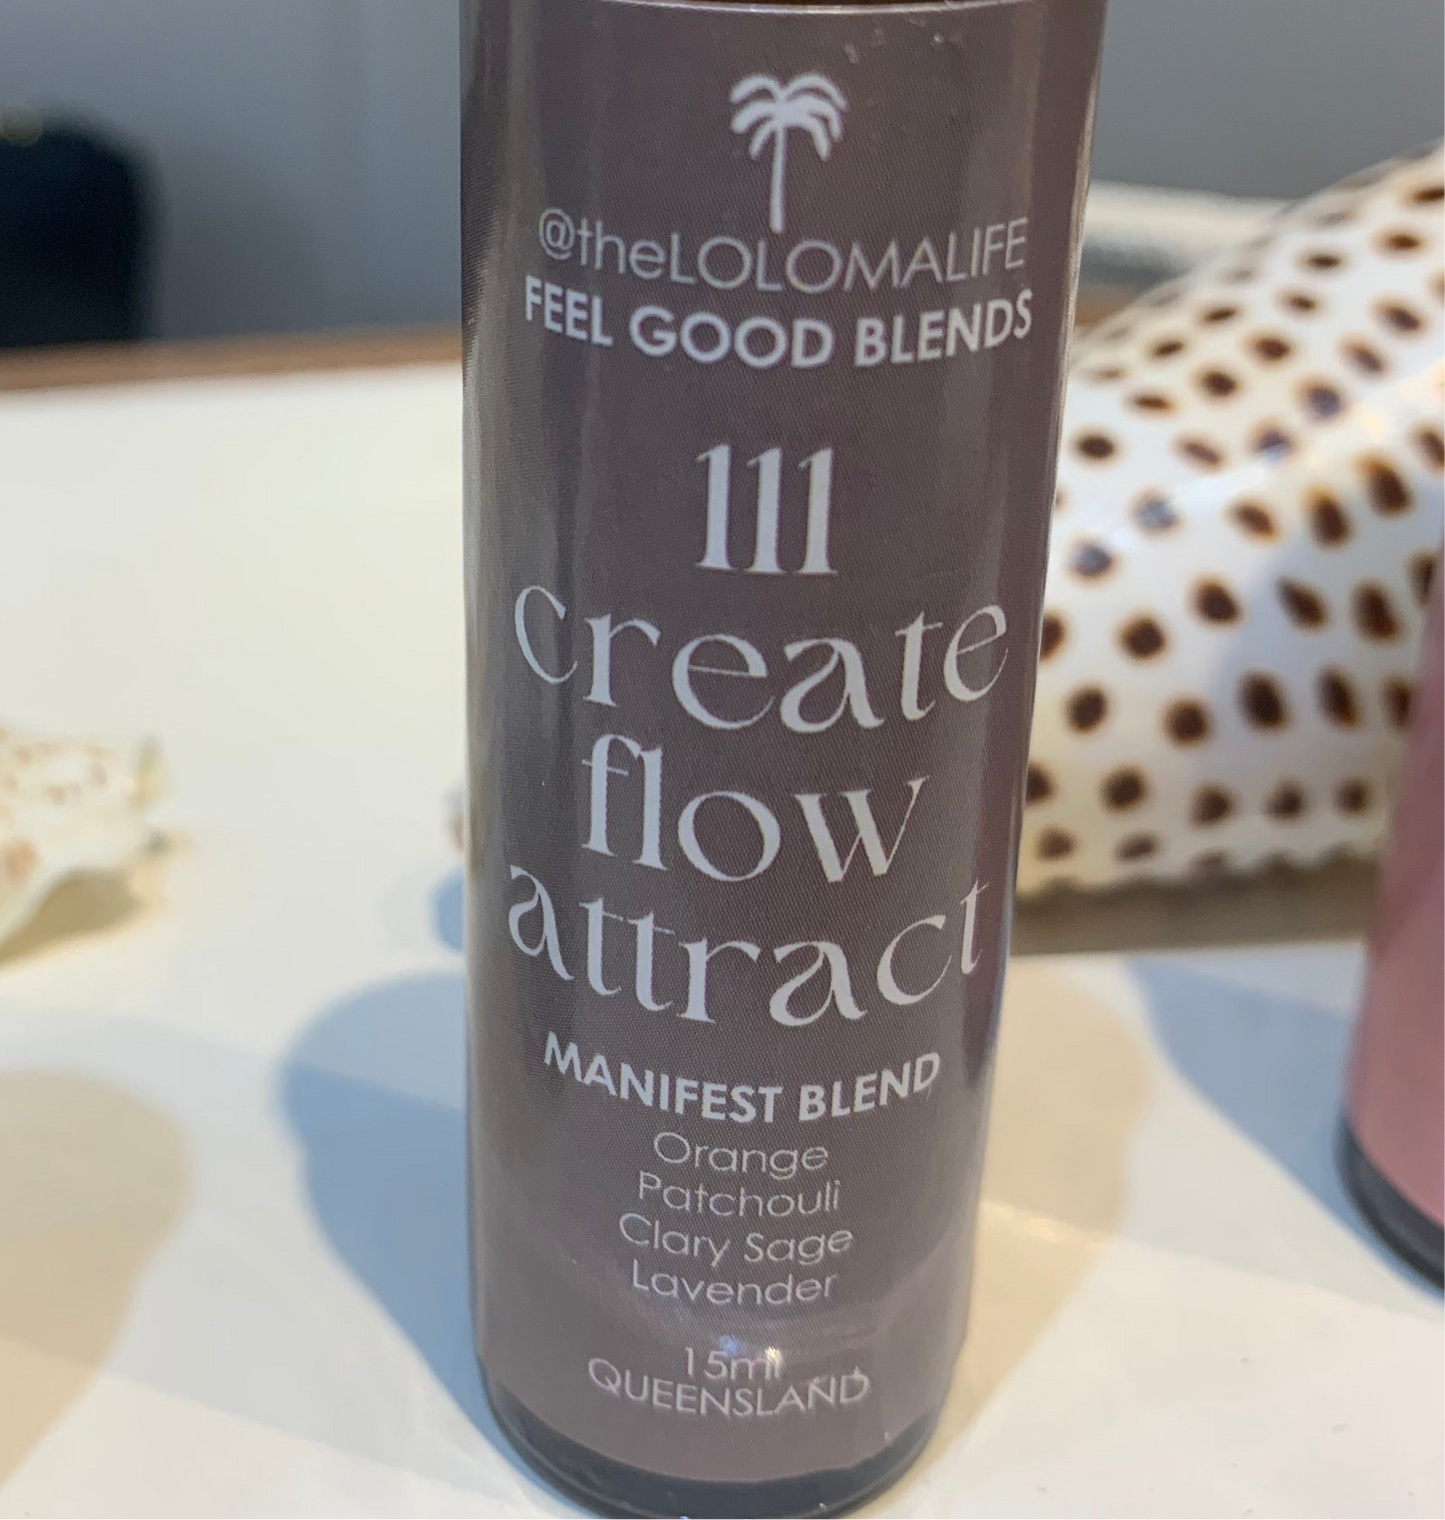 @theLOLOMALIFE
FEEL GOOD BLENDS
111
create
flow
attract
MANIFEST BLEND
Orange
Patchouli
Clary Sage
Lavender
15ml
QUEENSLAND